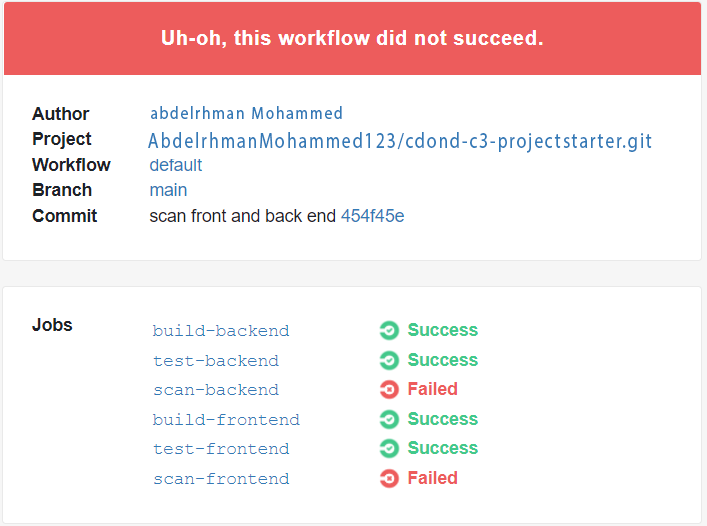 Uh-oh, this workflow did not succeed.
Author abdelrhman Mohammed
Project AbdelrhmanMohammed123/cdond-c3-projectstarter.git
Workflow default
Branch main
Commit scan front and back end 454f45e
Jobs
build-backend Success
test-backend Success
scan-backend Failed
build-frontend Success
test-frontend Success
scan-frontend Failed